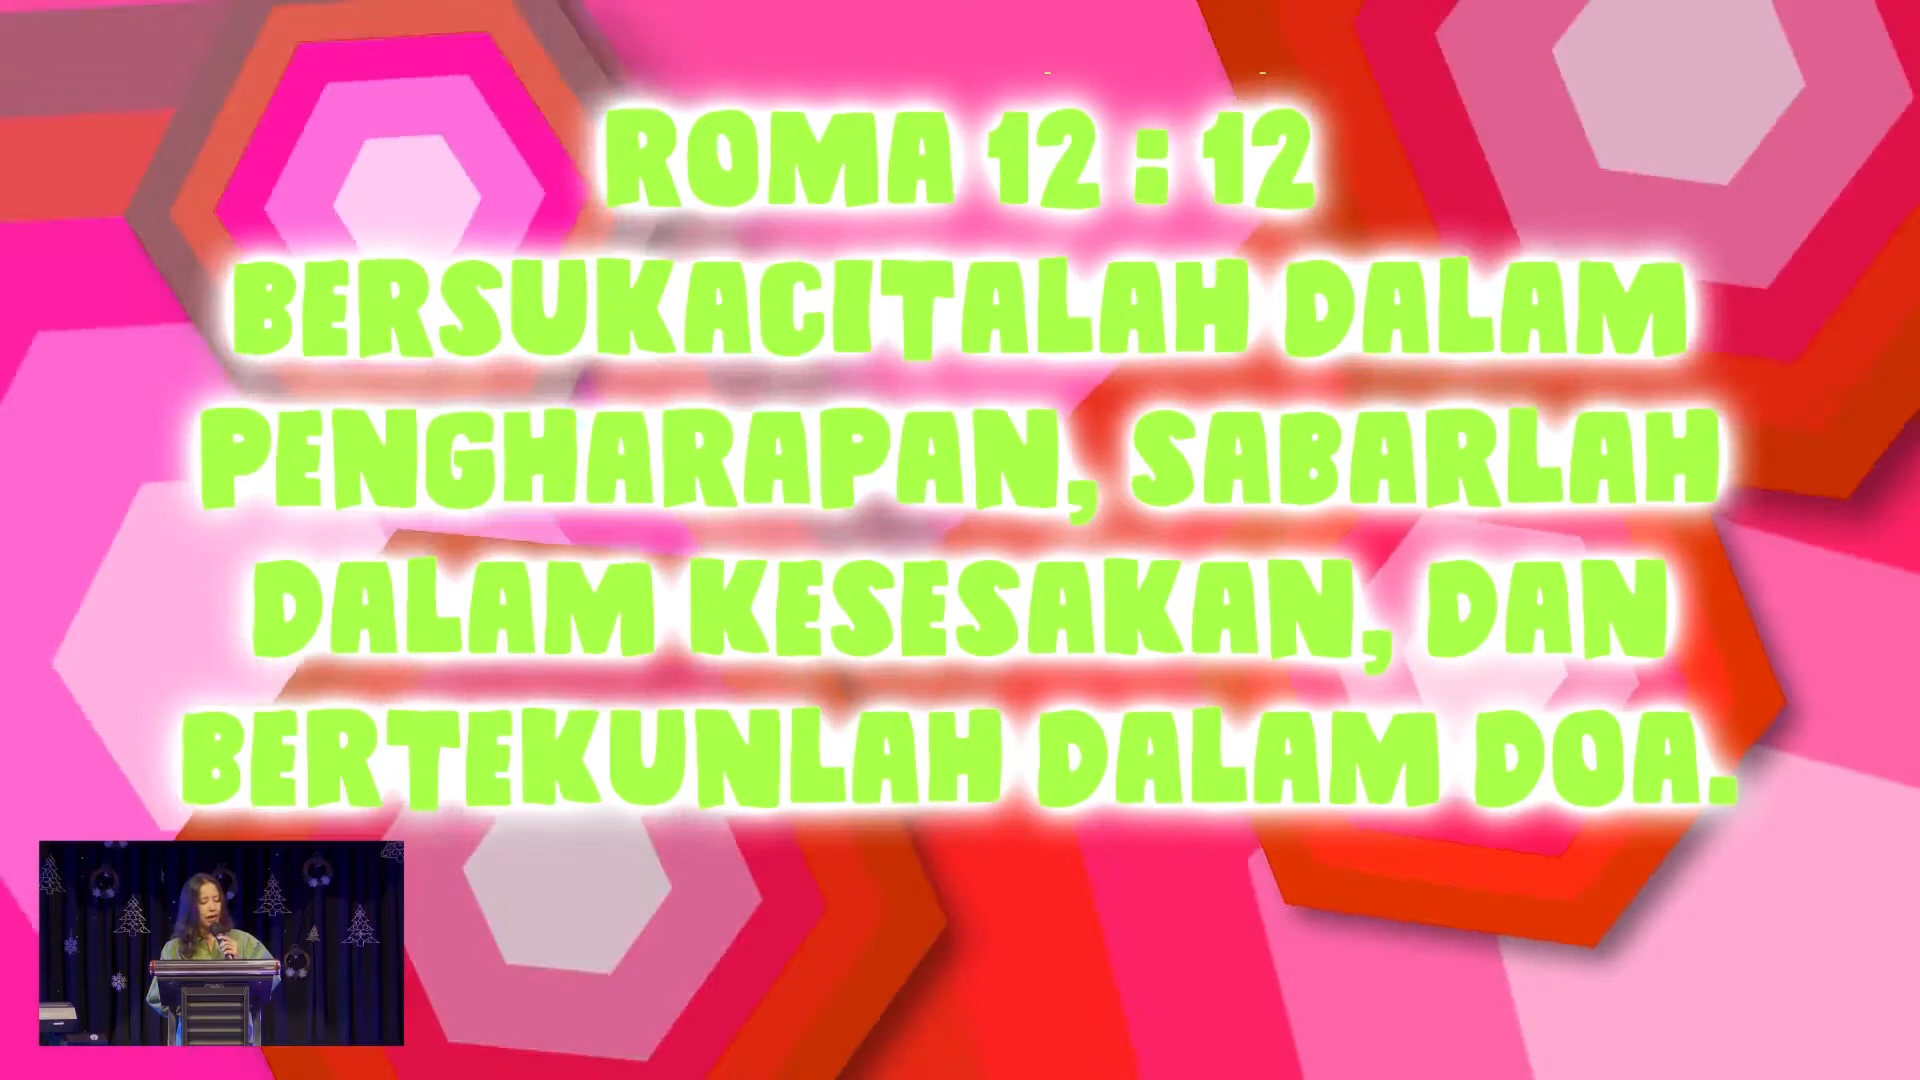 ROMA 12 : 12
BERSUKACITALAH DALAM
PENGHARAPAN, SABARLAH
DALAM KESESAKAN, DAN
BERTEKUNLAH DALAM DOA.